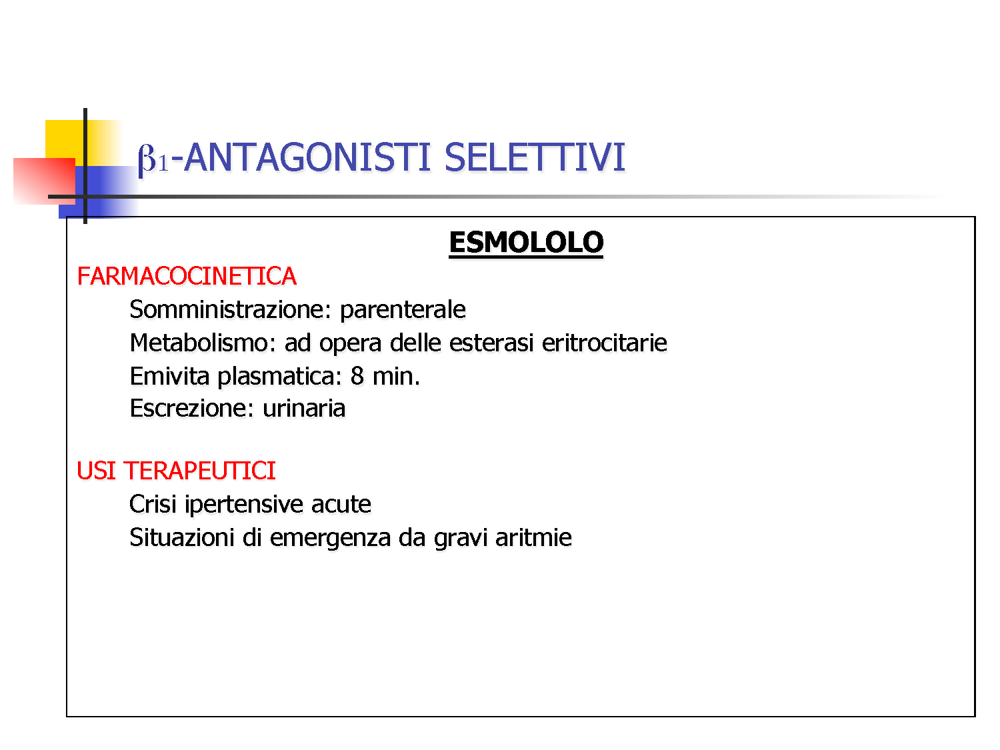 β1-ANTAGONISTI SELETTIVI
ESMOLOLO
FARMACOCINETICA
Somministrazione: parenterale
Metabolismo: ad opera delle esterasi eritrocitarie
Emivita plasmatica: 8 min.
Escrezione: urinaria
USI TERAPEUTICI
Crisi ipertensive acute
Situazioni di emergenza da gravi aritmie